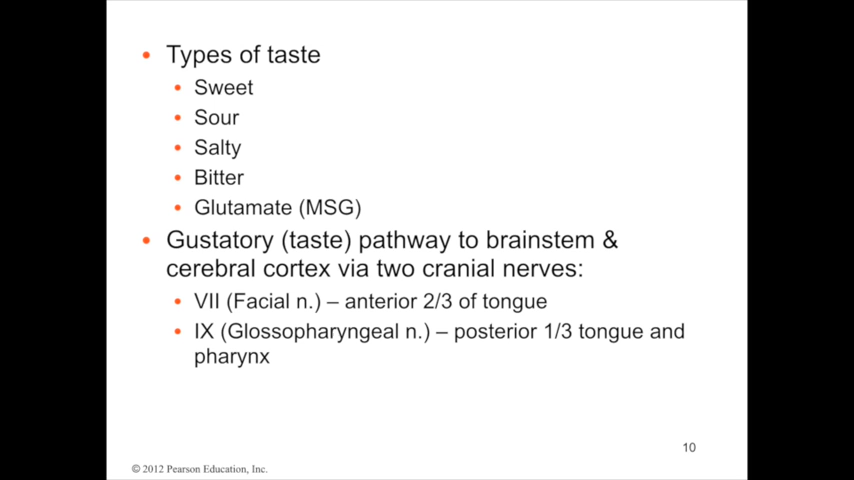 • Types of taste
• Sweet
• Sour
• Salty
• Bitter
• Glutamate (MSG)
• Gustatory (taste) pathway to brainstem &
cerebral cortex via two cranial nerves:
• VII (Facial n.) – anterior 2/3 of tongue
• IX (Glossopharyngeal n.) – posterior 1/3 tongue and
pharynx
10
© 2012 Pearson Education, Inc.